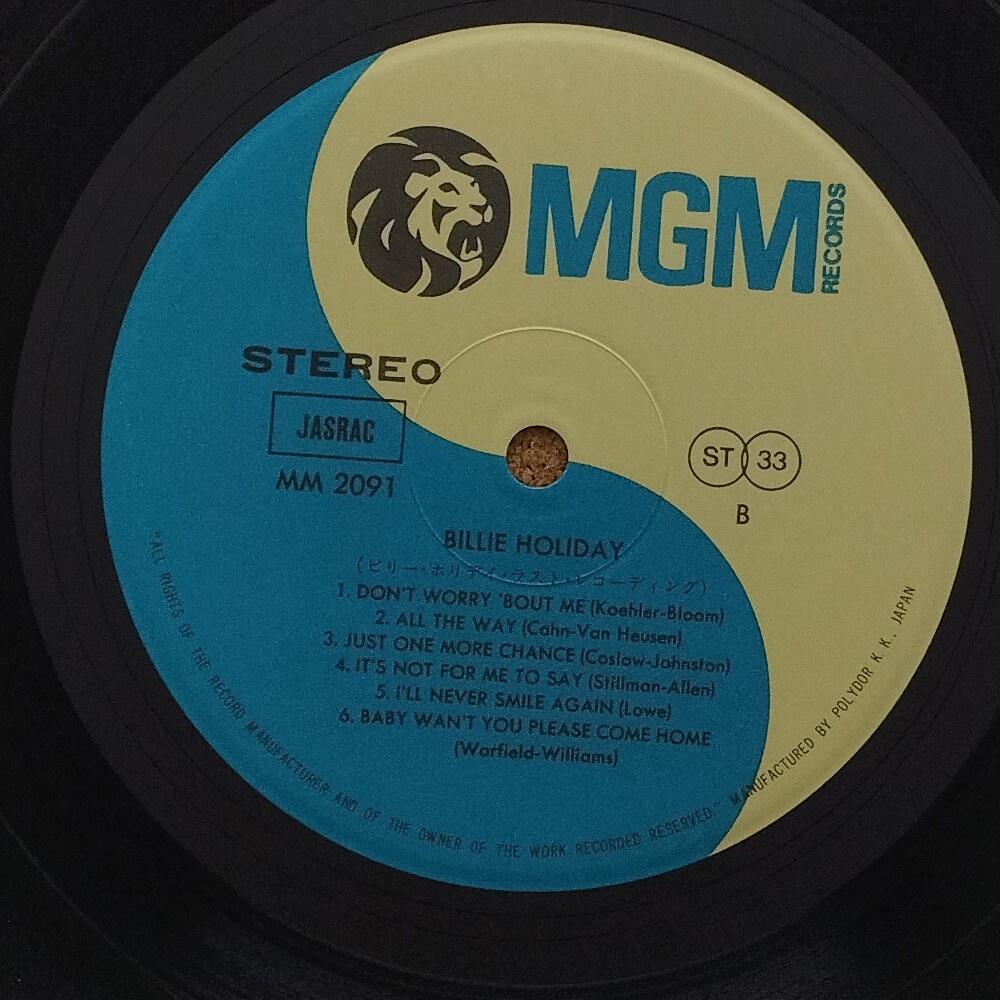 MGM
RECORDS
STEREO
JASRAC
MM 2091
ST 33
B
BILLIE HOLIDAY
(ビリー・ホリディ・ラスト・レコーディング)
1. DON'T WORRY 'BOUT ME (Koehler-Bloom)
2. ALL THE WAY (Cahn-Van Heusen)
3. JUST ONE MORE CHANCE (Coslow-Johnston)
4. IT'S NOT FOR ME TO SAY (Stillman-Allen)
5. I'LL NEVER SMILE AGAIN (Lowe)
6. BABY WAN'T YOU PLEASE COME HOME
(Warfield-Williams)
"ALL RIGHTS OF THE RECORD MANUFACTURER AND OF THE OWNER OF THE WORK RECORDED RESERVED." MANUFACTURED BY POLYDOR K.K., JAPAN